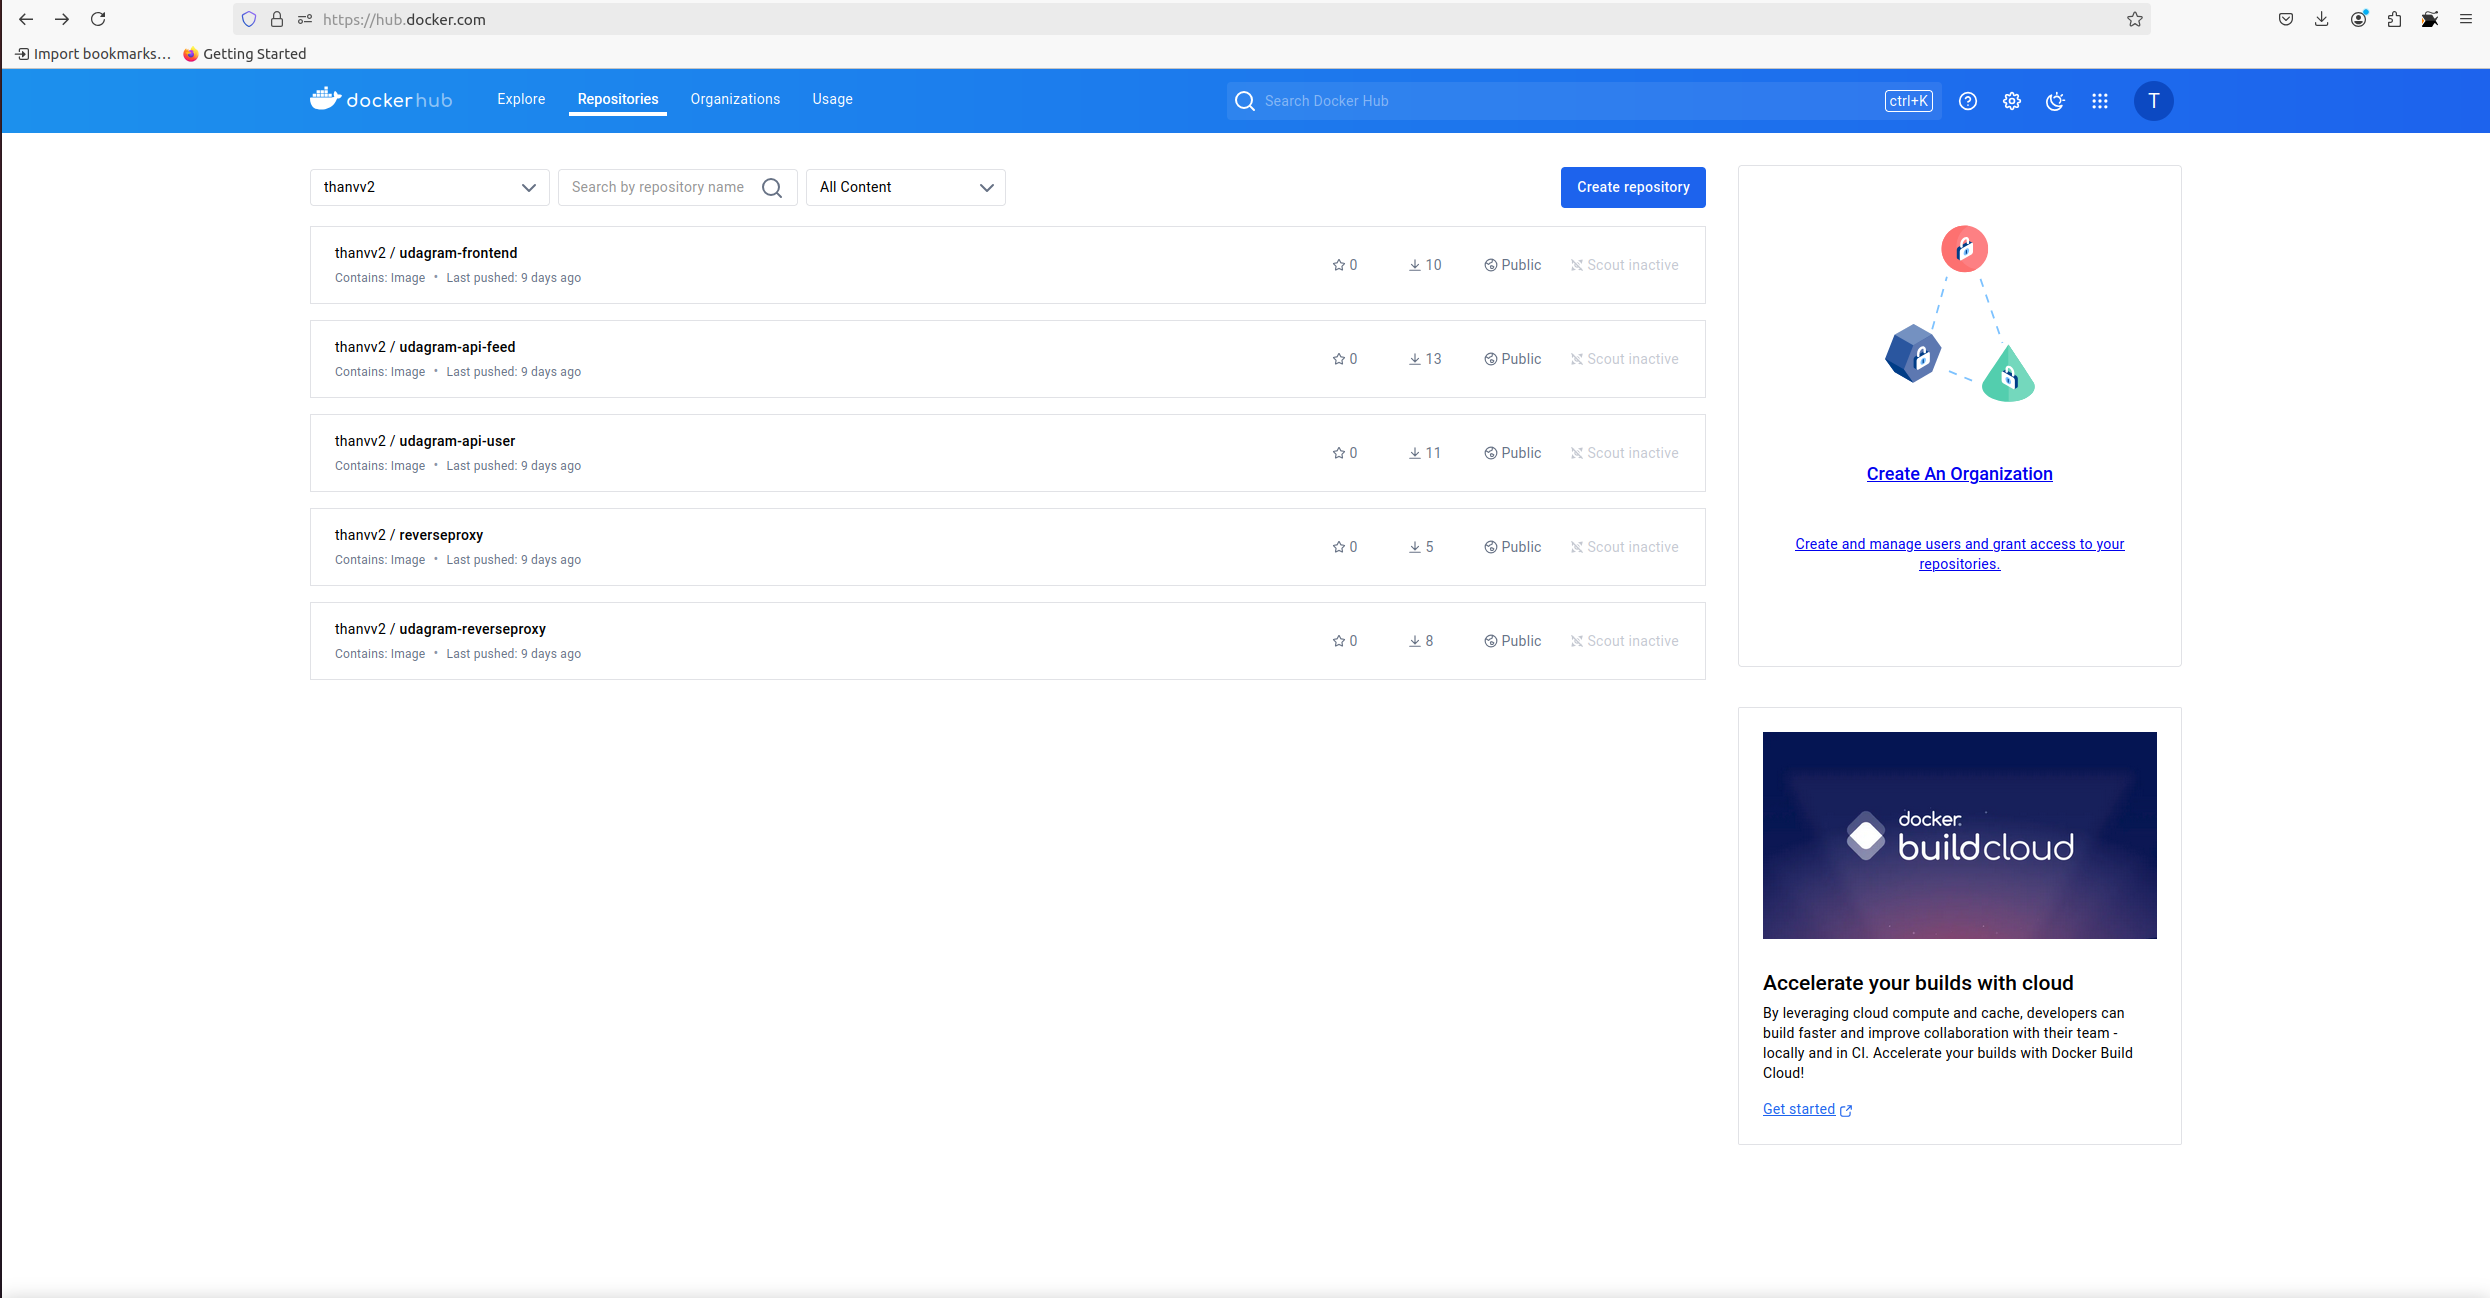 https://hub.docker.com
Import bookmarks...
Getting Started
dockerhub
Explore
Repositories
Organizations
Usage
Search Docker Hub
ctrl+K
T
thanvv2
Search by repository name
All Content
Create repository
thanvv2 / udagram-frontend
Contains: Image • Last pushed: 9 days ago
0
10
Public
Scout inactive
thanvv2 / udagram-api-feed
Contains: Image • Last pushed: 9 days ago
0
13
Public
Scout inactive
thanvv2 / udagram-api-user
Contains: Image • Last pushed: 9 days ago
0
11
Public
Scout inactive
thanvv2 / reverseproxy
Contains: Image • Last pushed: 9 days ago
0
5
Public
Scout inactive
thanvv2 / udagram-reverseproxy
Contains: Image • Last pushed: 9 days ago
0
8
Public
Scout inactive
Create An Organization
Create and manage users and grant access to your
repositories.
docker
buildcloud
Accelerate your builds with cloud
By leveraging cloud compute and cache, developers can
build faster and improve collaboration with their team -
locally and in CI. Accelerate your builds with Docker Build
Cloud!
Get started